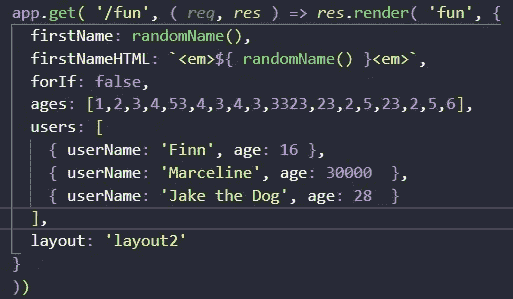 app.get( '/fun', ( req, res ) => res.render( 'fun', {
firstName: randomName(),
firstNameHTML: `<em>${ randomName() }<em>`,
forIf: false,
ages: [1,2,3,4,53,4,3,4,3,3323,23,2,5,23,2,5,6],
users: [
{ userName: 'Finn', age: 16 },
{ userName: 'Marceline', age: 30000  },
{ userName: 'Jake the Dog', age: 28  }
],
layout: 'layout2'
}
))